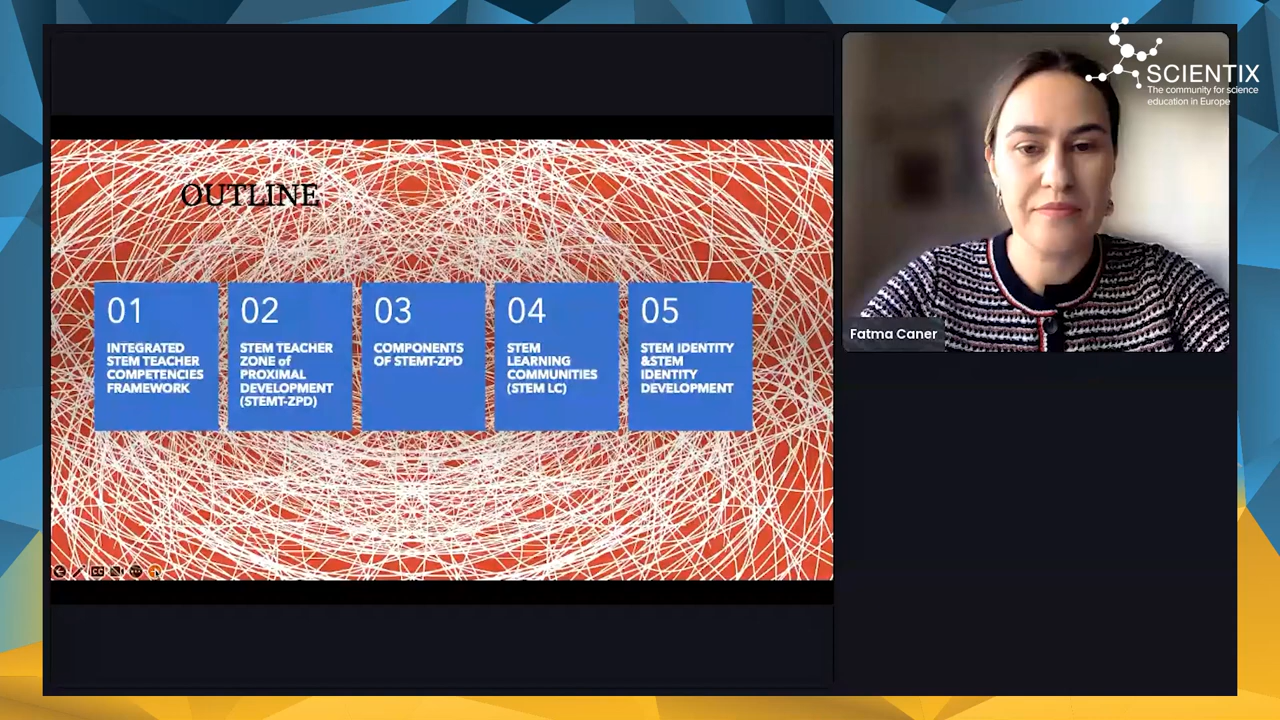 OUTLINE
01
INTEGRATED
STEM TEACHER
COMPETENCIES
FRAMEWORK
02
STEM TEACHER
ZONE of
PROXIMAL
DEVELOPMENT
(STEMT-ZPD)
03
COMPONENTS
OF STEMT-ZPD
04
STEM
LEARNING
COMMUNITIES
(STEM LC)
05
STEM IDENTITY
&STEM
IDENTITY
DEVELOPMENT
SCIENTIX
The community for science
education in Europe
Fatma Caner